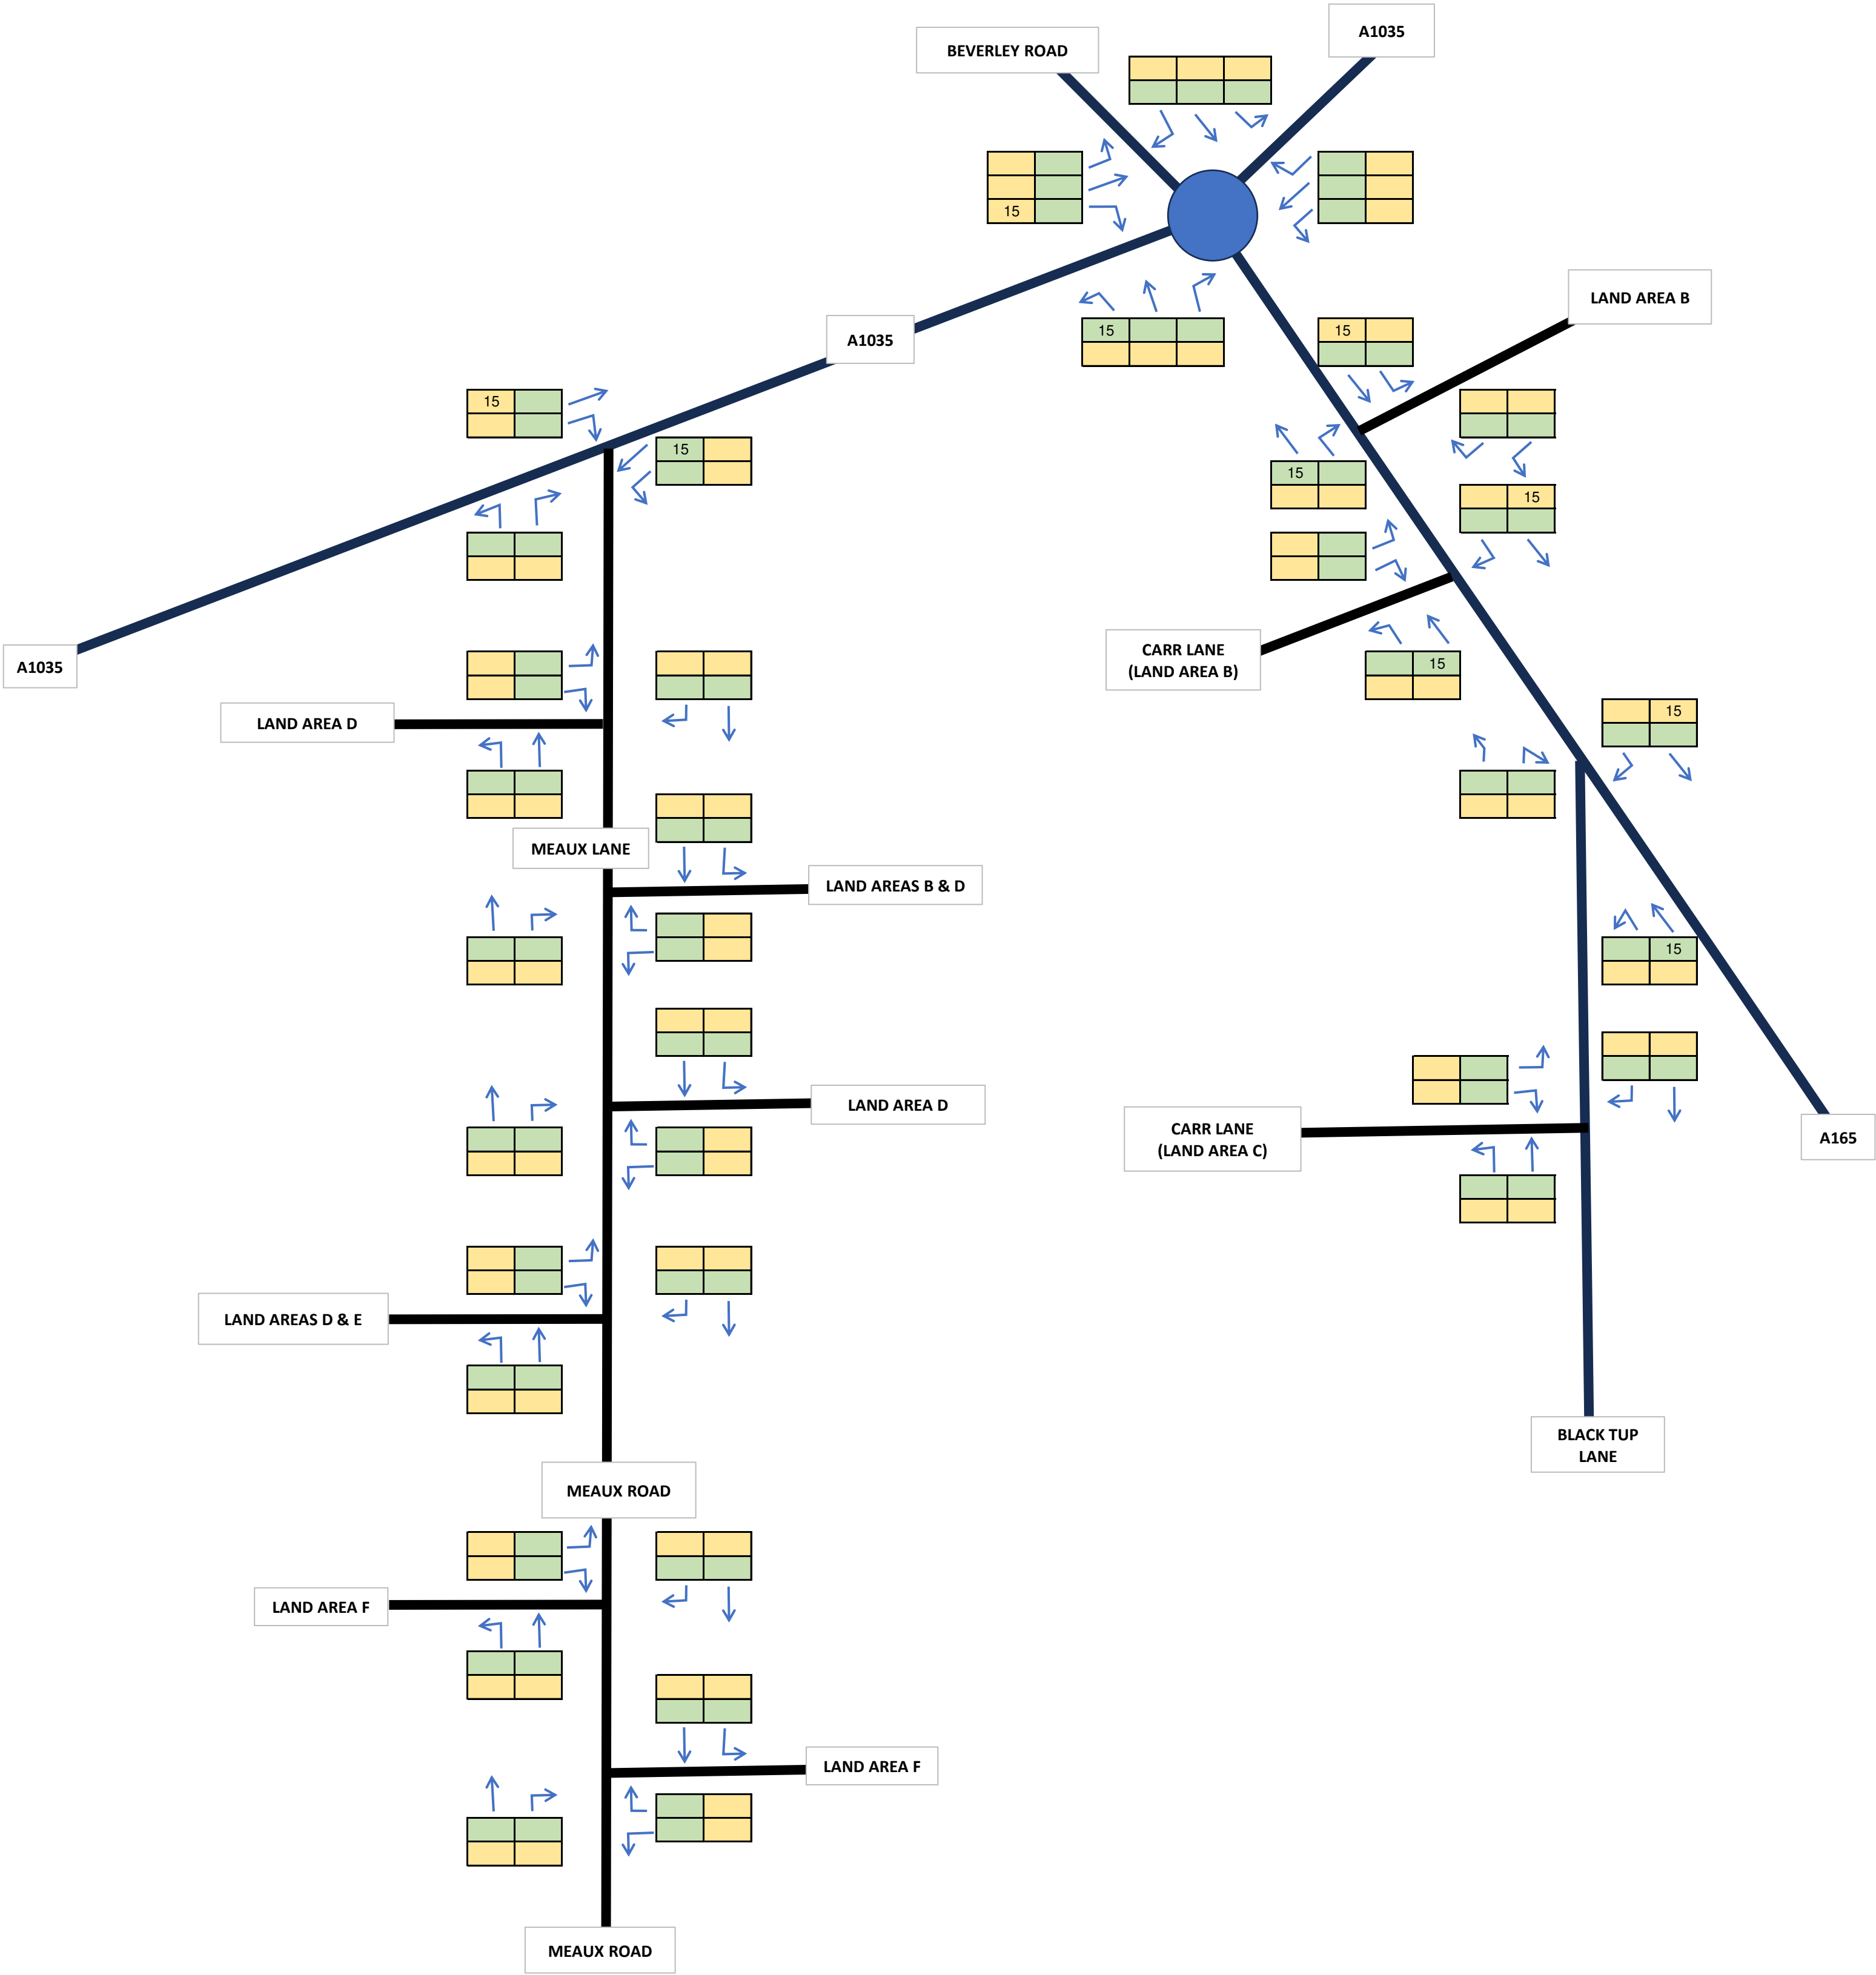 A1035
BEVERLEY ROAD
15
LAND AREA B
15
15
A1035
15
15
15
15
15
CARR LANE
(LAND AREA B)
A1035
15
15
LAND AREA D
MEAUX LANE
LAND AREAS B & D
15
LAND AREA D
CARR LANE
(LAND AREA C)
A165
LAND AREAS D & E
BLACK TUP
LANE
MEAUX ROAD
LAND AREA F
LAND AREA F
MEAUX ROAD